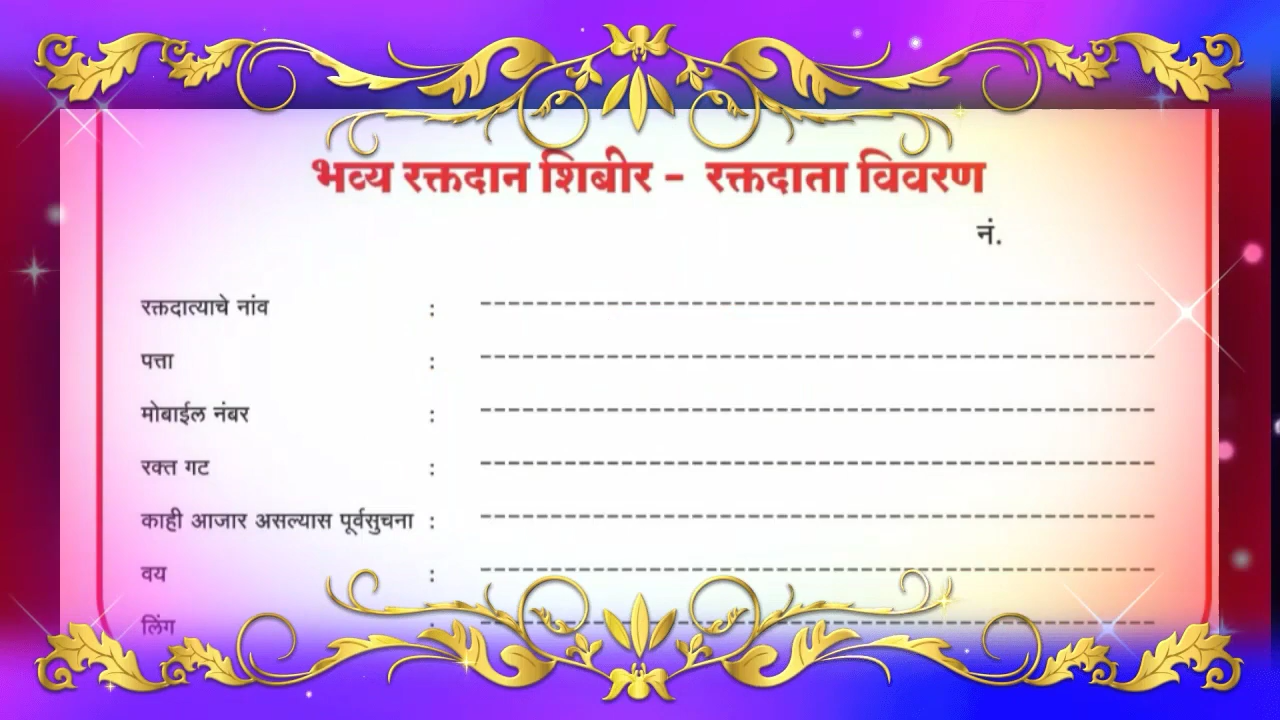 भव्य रक्तदान शिबीर - रक्तदाता विवरण
नं.
रक्तदात्याचे नांव :
पत्ता :
मोबाईल नंबर :
रक्त गट :
काही आजार असल्यास पूर्वसुचना :
वय :
लिंग :